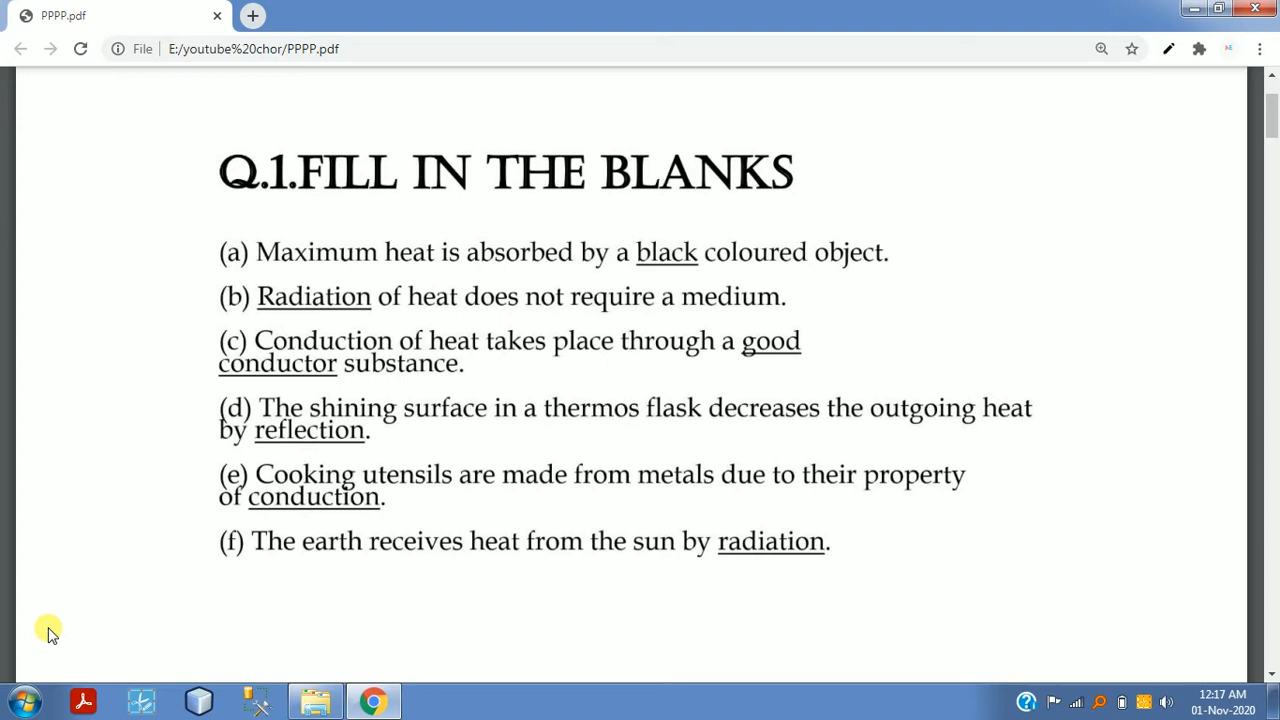 PPPP.pdf
File E:/youtube%20chor/PPPP.pdf
Q.1.FILL IN THE BLANKS
(a) Maximum heat is absorbed by a black coloured object.
(b) Radiation of heat does not require a medium.
(c) Conduction of heat takes place through a good
conductor substance.
(d) The shining surface in a thermos flask decreases the outgoing heat
by reflection.
(e) Cooking utensils are made from metals due to their property
of conduction.
(f) The earth receives heat from the sun by radiation.
12:17 AM
01-Nov-2020